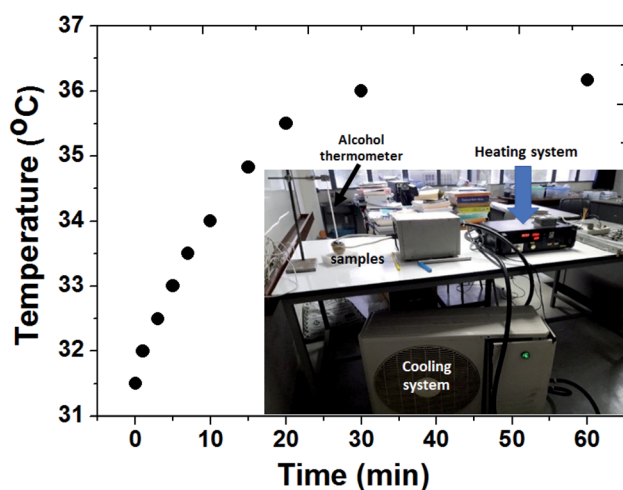 37
36
35
34
33
32
31
Temperature (°C)
Alcohol
thermometer
Heating system
samples
Cooling
system
0
10
20
30
40
50
60
Time (min)